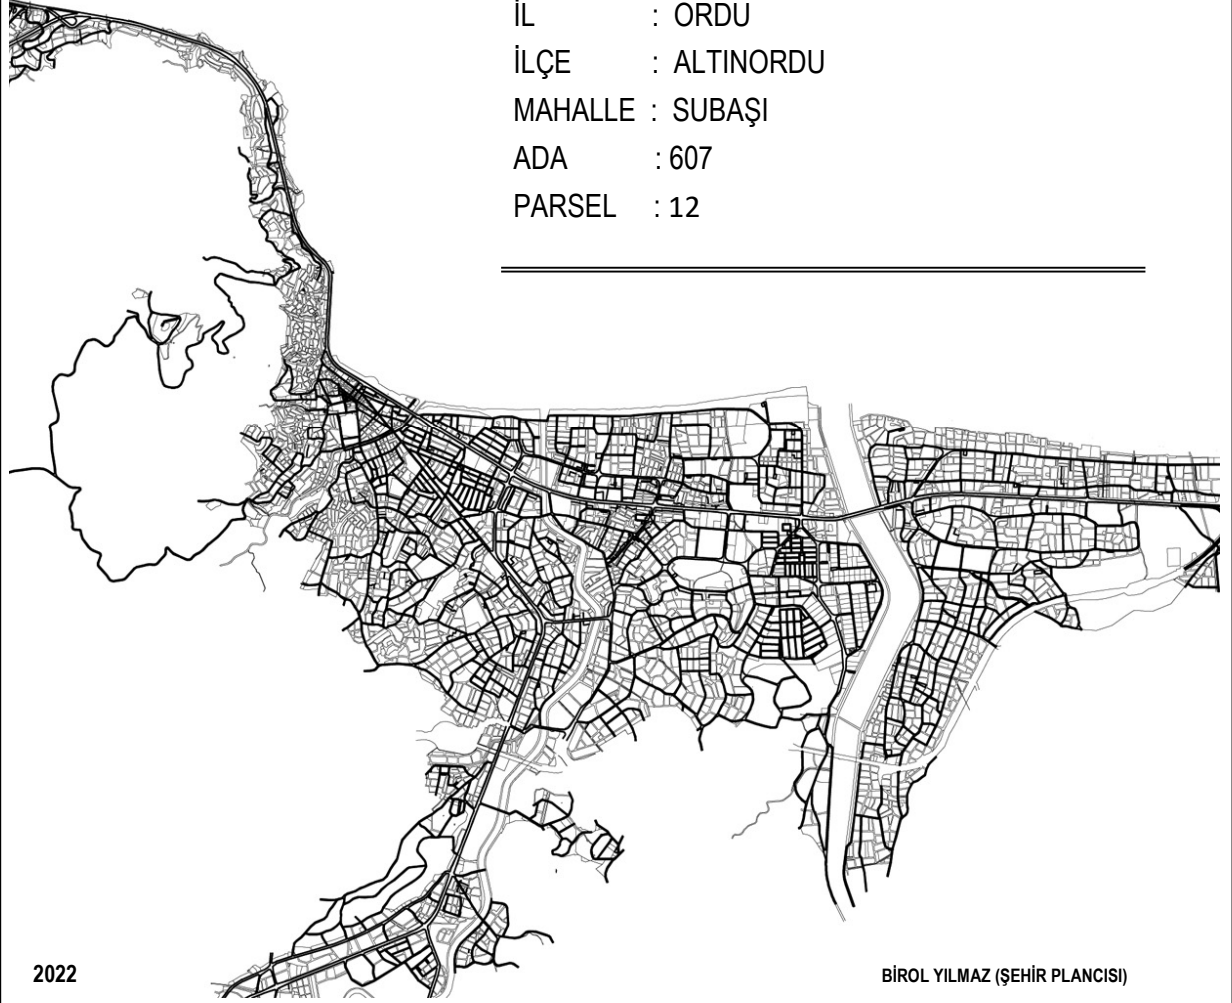 İL : ORDU
İLÇE : ALTINORDU
MAHALLE : SUBAŞI
ADA : 607
PARSEL : 12
2022
BİROL YILMAZ (ŞEHİR PLANCISI)